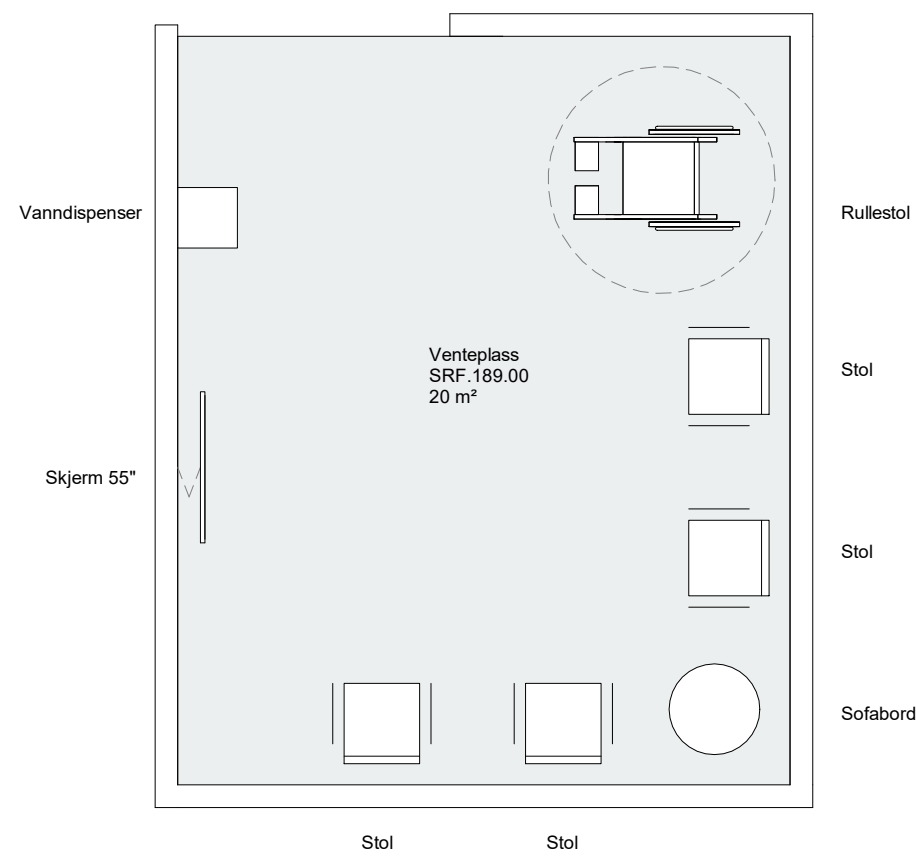 Vanndispenser
Rullestol
Venteplass
SRF.189.00
20 m²
Stol
Skjerm 55"
Stol
Sofabord
Stol
Stol